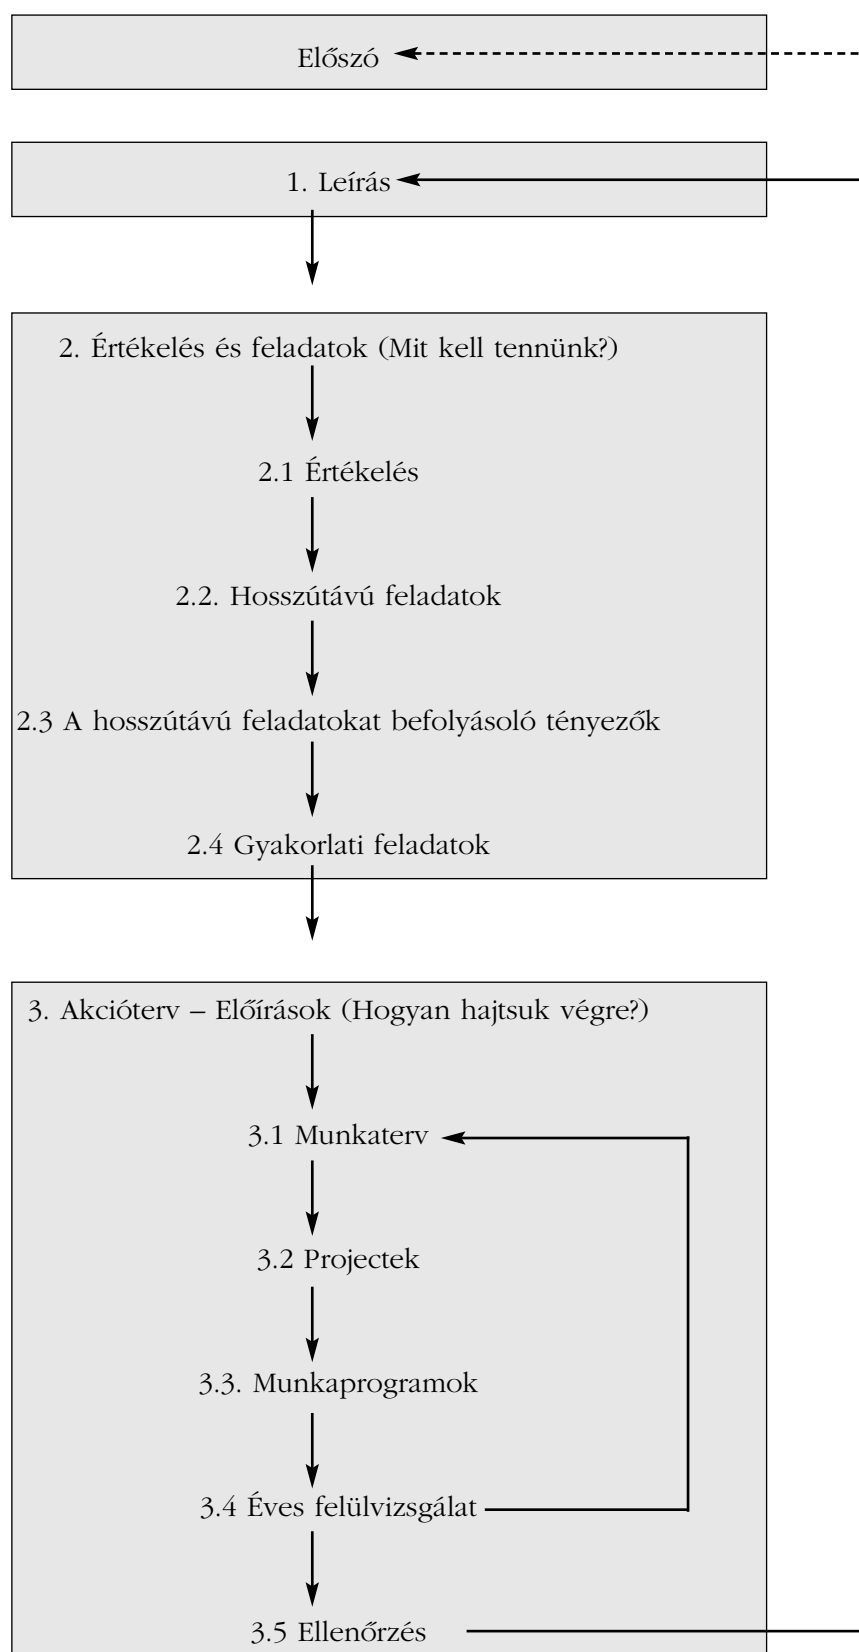 Előszó
1. Leírás
2. Értékelés és feladatok (Mit kell tennünk?)
2.1 Értékelés
2.2. Hosszútávú feladatok
2.3 A hosszútávú feladatokat befolyásoló tényezők
2.4 Gyakorlati feladatok
3. Akcióterv – Előírások (Hogyan hajtsuk végre?)
3.1 Munkaterv
3.2 Projectek
3.3. Munkaprogramok
3.4 Éves felülvizsgálat
3.5 Ellenőrzés